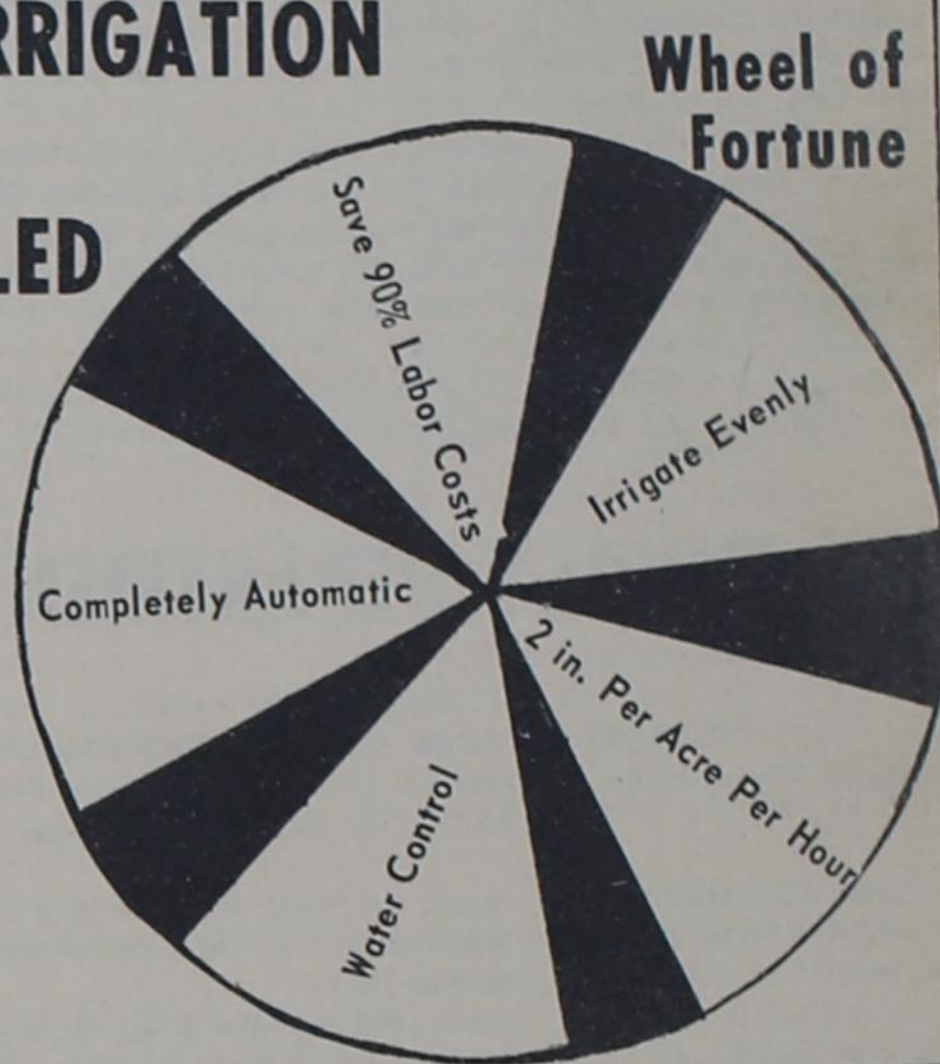 RRIGATION
Wheel of
Fortune
LED
Save 90% Labor Costs
Irrigate Evenly
Completely Automatic
2 in. Per Acre Per Hour
Water Control